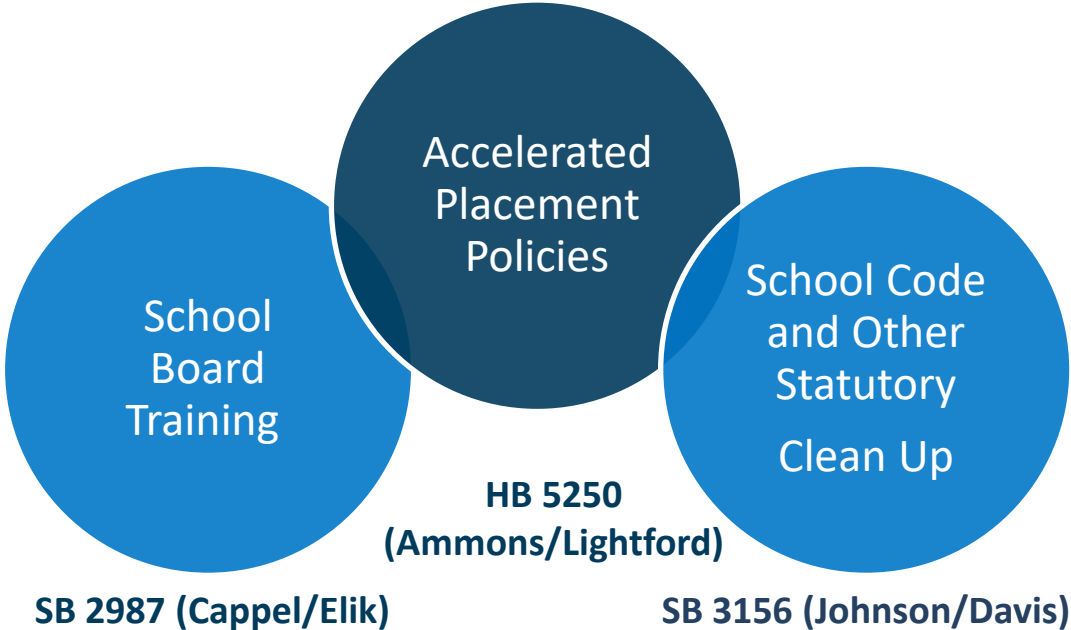 Accelerated
Placement
Policies
School
Board
Training
School Code
and Other
Statutory
Clean Up
HB 5250
(Ammons/Lightford)
SB 2987 (Cappel/Elik)
SB 3156 (Johnson/Davis)